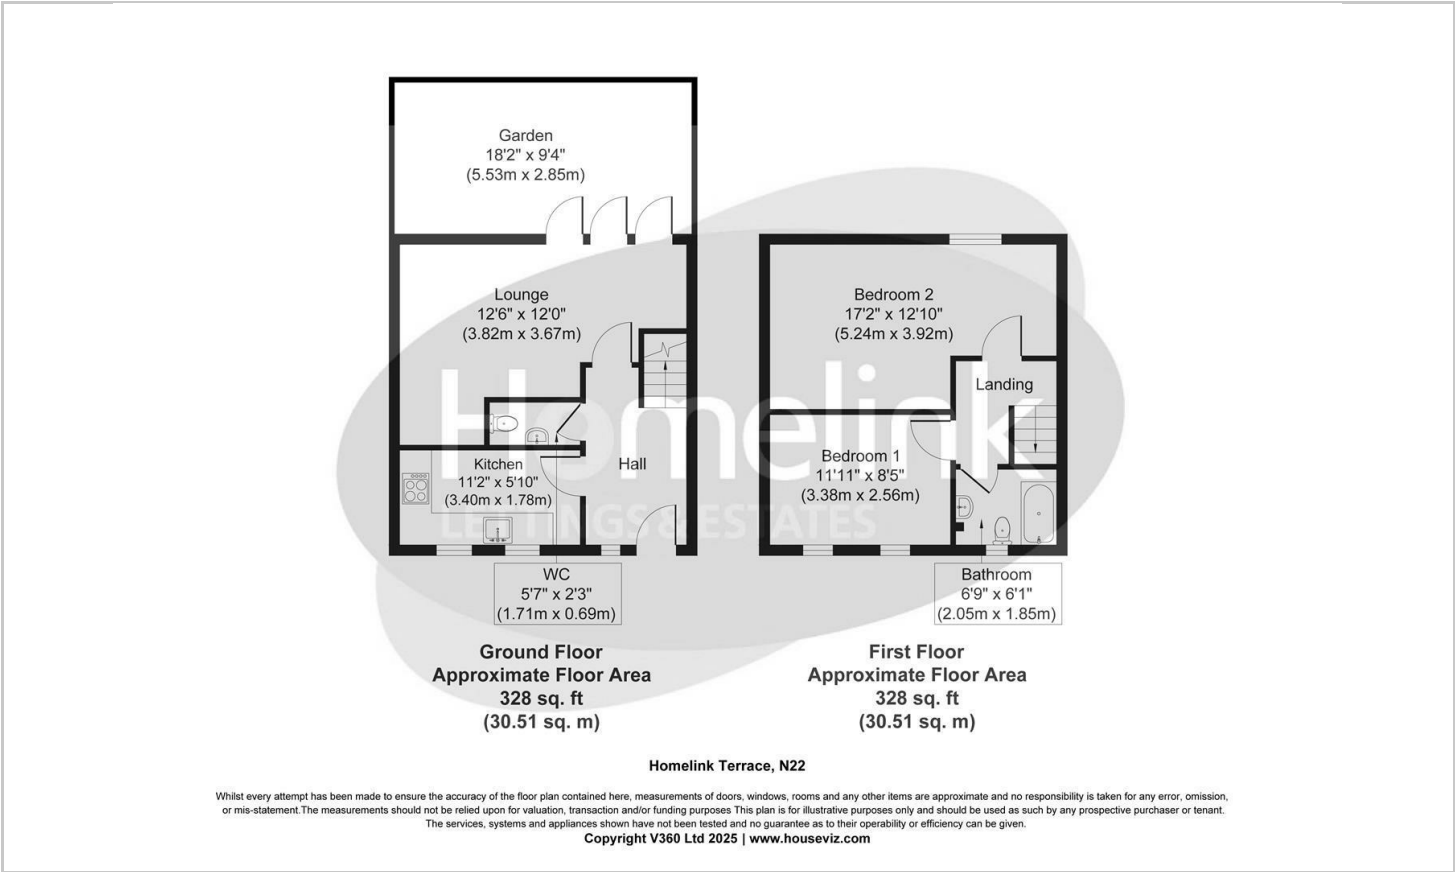 Garden
18'2" x 9'4"
(5.53m x 2.85m)
Lounge
12'6" x 12'0"
(3.82m x 3.67m)
Kitchen
11'2" x 5'10"
(3.40m x 1.78m)
Hall
WC
5'7" x 2'3"
(1.71m x 0.69m)
Ground Floor
Approximate Floor Area
328 sq. ft
(30.51 sq. m)
Bedroom 2
17'2" x 12'10"
(5.24m x 3.92m)
Landing
Bedroom 1
11'11" x 8'5"
(3.38m x 2.56m)
Bathroom
6'9" x 6'1"
(2.05m x 1.85m)
First Floor
Approximate Floor Area
328 sq. ft
(30.51 sq. m)
Homelink
LETTINGS & ESTATES
Homelink Terrace, N22
Whilst every attempt has been made to ensure the accuracy of the floor plan contained here, measurements of doors, windows, rooms and any other items are approximate and no responsibility is taken for any error, omission,
or mis-statement.The measurements should not be relied upon for valuation, transaction and/or funding purposes This plan is for illustrative purposes only and should be used as such by any prospective purchaser or tenant.
The services, systems and appliances shown have not been tested and no guarantee as to their operability or efficiency can be given.
Copyright V360 Ltd 2025 | www.houseviz.com